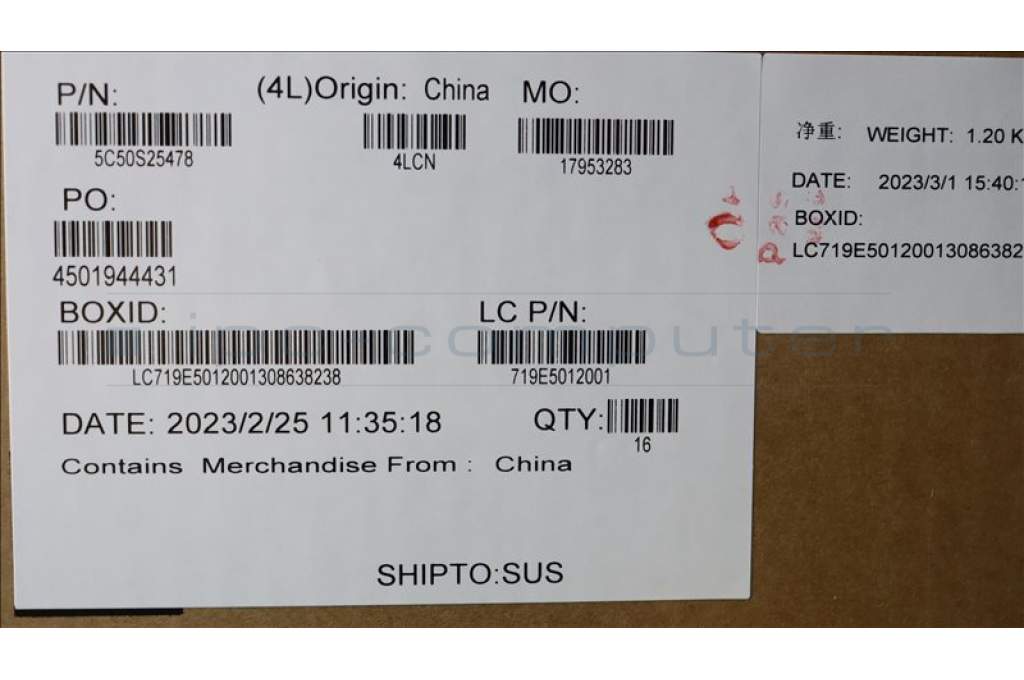 P/N:
(4L)Origin: China
MO:
5C50S25478
4LCN
17953283
PO:
4501944431
BOXID:
LC P/N:
LC719E5012001308638238
719E5012001
DATE: 2023/2/25 11:35:18
QTY:
16
Contains Merchandise From : China
SHIPTO:SUS
净重: WEIGHT: 1.20 K
DATE: 2023/3/1 15:40:
BOXID:
LC719E50120013086382